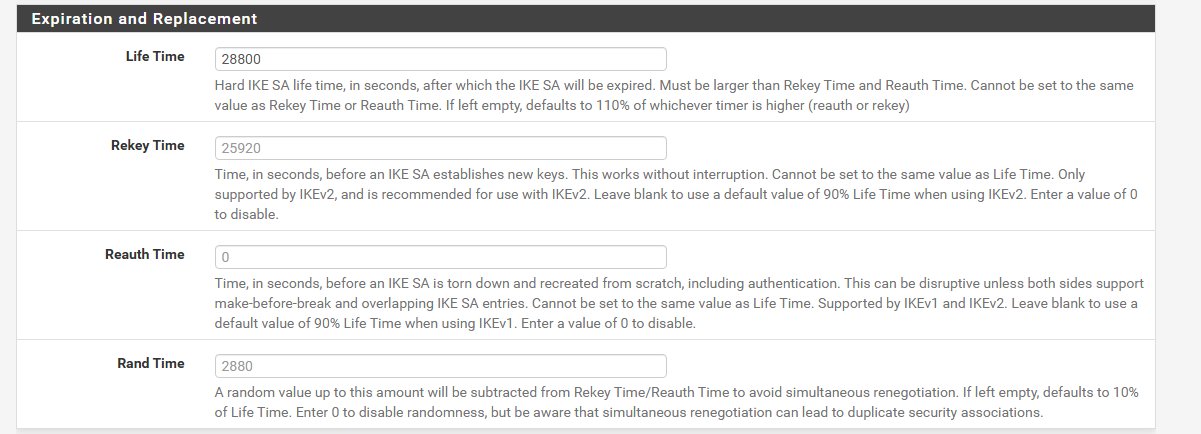 Expiration and Replacement
Life Time
28800
Hard IKE SA life time, in seconds, after which the IKE SA will be expired. Must be larger than Rekey Time and Reauth Time. Cannot be set to the same
value as Rekey Time or Reauth Time. If left empty, defaults to 110% of whichever timer is higher (reauth or rekey)
Rekey Time
25920
Time, in seconds, before an IKE SA establishes new keys. This works without interruption. Cannot be set to the same value as Life Time. Only
supported by IKEv2, and is recommended for use with IKEv2. Leave blank to use a default value of 90% Life Time when using IKEv2. Enter a value of 0
to disable.
Reauth Time
0
Time, in seconds, before an IKE SA is torn down and recreated from scratch, including authentication. This can be disruptive unless both sides support
make-before-break and overlapping IKE SA entries. Cannot be set to the same value as Life Time. Supported by IKEv1 and IKEv2. Leave blank to use a
default value of 90% Life Time when using IKEv1. Enter a value of 0 to disable.
Rand Time
2880
A random value up to this amount will be subtracted from Rekey Time/Reauth Time to avoid simultaneous renegotiation. If left empty, defaults to 10%
of Life Time. Enter 0 to disable randomness, but be aware that simultaneous renegotiation can lead to duplicate security associations.